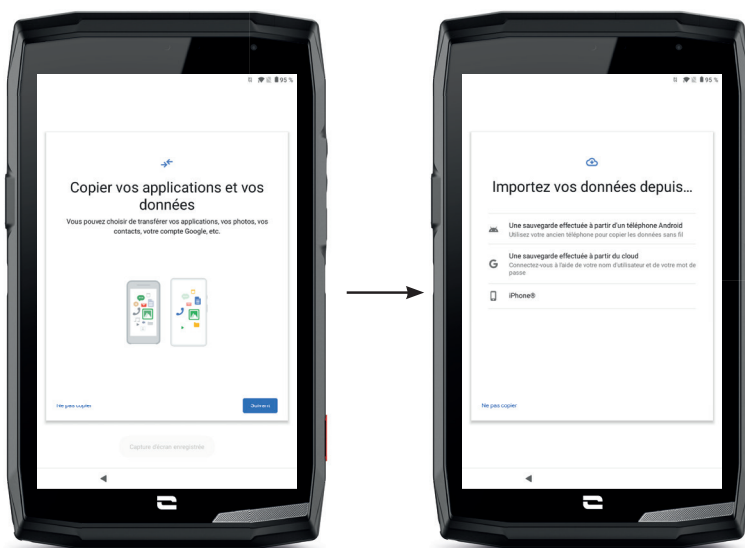 95 %
Copier vos applications et vos
données
Vous pouvez choisir de transférer vos applications, vos photos, vos
contacts, votre compte Google, etc.
Ne pas copier
Suivant
Capture d'écran enregistrée
95 %
Importez vos données depuis...
Une sauvegarde effectuée à partir d'un téléphone Android
Utilisez votre ancien téléphone pour copier les données sans fil
Une sauvegarde effectuée à partir du cloud
Connectez-vous à l'aide de votre nom d'utilisateur et de votre mot de
passe
iPhone®
Ne pas copier